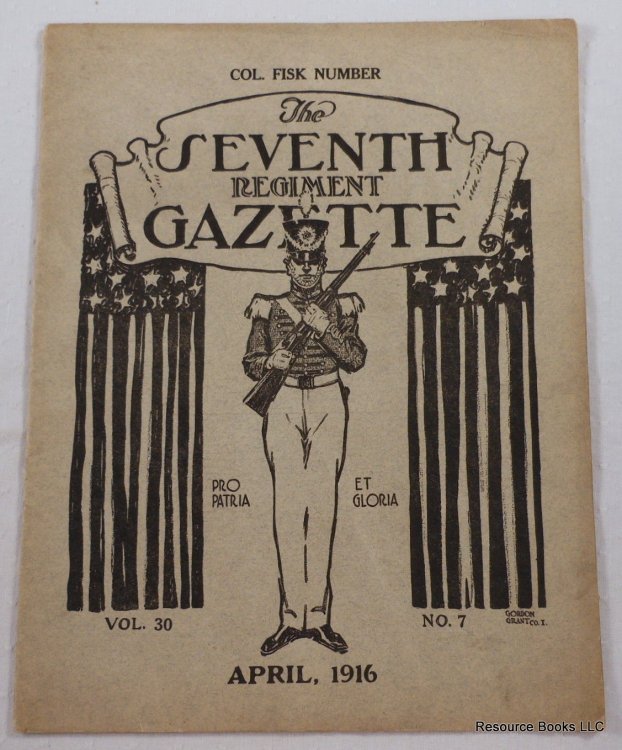 COL. FISK NUMBER
The
SEVENTH
REGIMENT
GAZETTE
PRO
PATRIA
ET
GLORIA
VOL. 30
NO. 7
GORDON
GRANT CO. I.
APRIL, 1916
Resource Books LLC